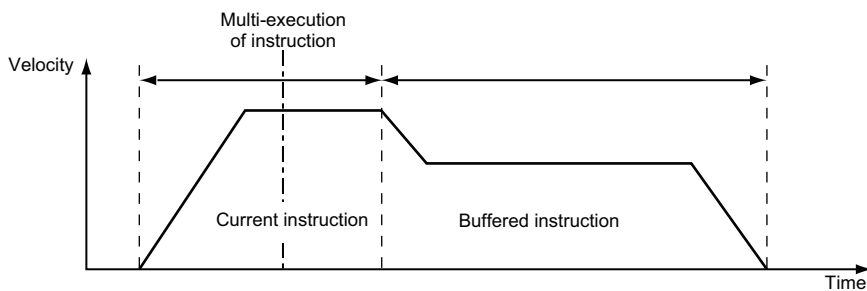 Multi-execution
of instruction
Velocity
Current instruction
Buffered instruction
Time